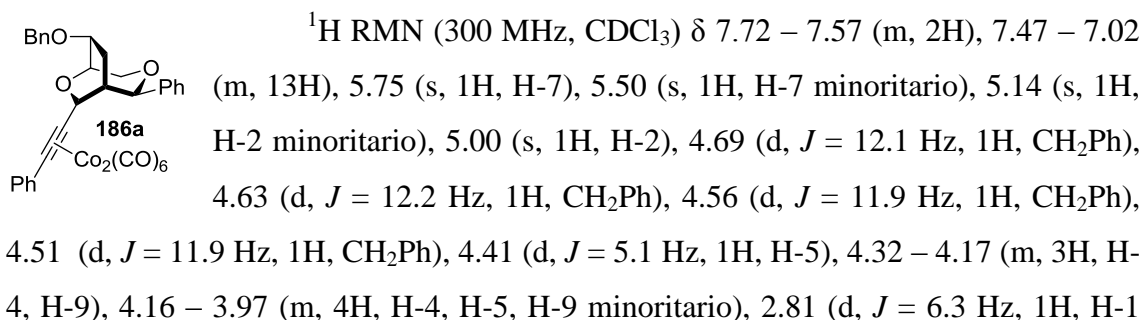 ¹H RMN (300 MHz, CDCl₃) δ 7.72 – 7.57 (m, 2H), 7.47 – 7.02
(m, 13H), 5.75 (s, 1H, H-7), 5.50 (s, 1H, H-7 minoritario), 5.14 (s, 1H,
H-2 minoritario), 5.00 (s, 1H, H-2), 4.69 (d, J = 12.1 Hz, 1H, CH₂Ph),
4.63 (d, J = 12.2 Hz, 1H, CH₂Ph), 4.56 (d, J = 11.9 Hz, 1H, CH₂Ph),
4.51 (d, J = 11.9 Hz, 1H, CH₂Ph), 4.41 (d, J = 5.1 Hz, 1H, H-5), 4.32 – 4.17 (m, 3H, H-
4, H-9), 4.16 – 3.97 (m, 4H, H-4, H-5, H-9 minoritario), 2.81 (d, J = 6.3 Hz, 1H, H-1
BnO
O
O
Ph
186a
Co₂(CO)₆
Ph